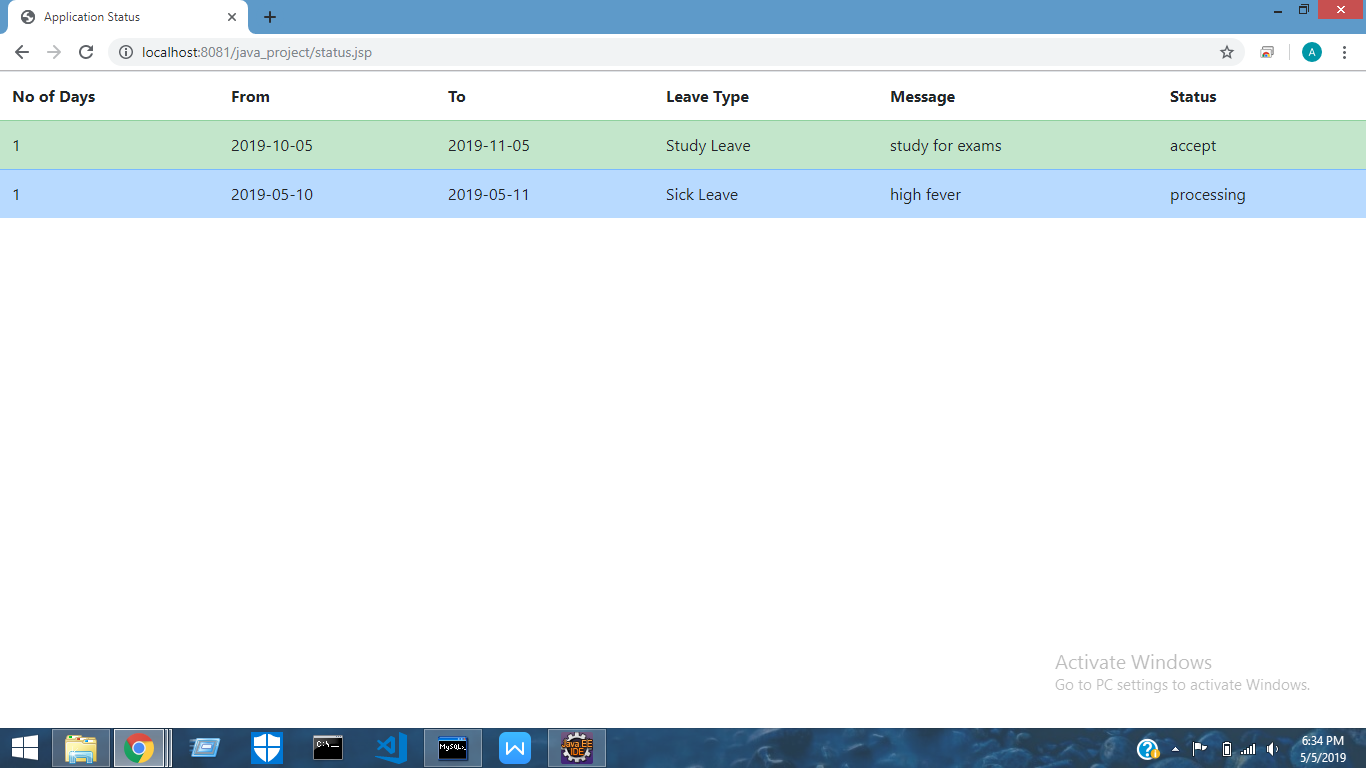 Application Status
localhost:8081/java_project/status.jsp
A
No of Days From To Leave Type Message Status
1 2019-10-05 2019-11-05 Study Leave study for exams accept
1 2019-05-10 2019-05-11 Sick Leave high fever processing
Activate Windows
Go to PC settings to activate Windows.
C:\_ MySQL Java EE IDE
6:34 PM
5/5/2019